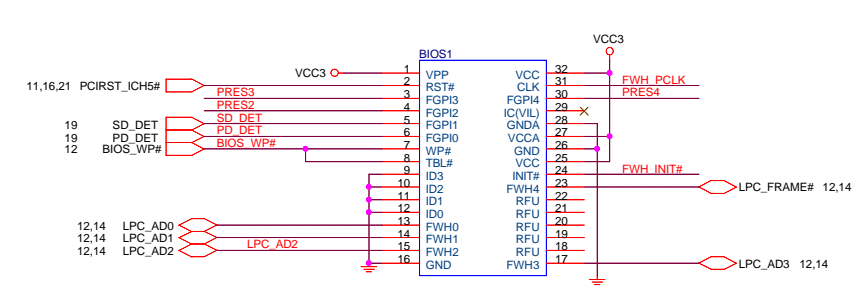 VCC3
BIOS1
VCC3 1 VPP VCC 32
11,16,21 PCIRST_ICH5# 2 RST# CLK 31 FWH_PCLK
PRES3 3 FGPI3 FGPI4 30 PRES4
PRES2 4 FGPI2 IC(VIL) 29
19 SD_DET SD_DET 5 FGPI1 GNDA 28
19 PD_DET PD_DET 6 FGPI0 VCCA 27
12 BIOS_WP# BIOS_WP# 7 WP# GND 26
8 TBL# VCC 25
9 ID3 INIT# 24 FWH_INIT#
10 ID2 FWH4 23 LPC_FRAME# 12,14
11 ID1 RFU 22
12 ID0 RFU 21
12,14 LPC_AD0 13 FWH0 RFU 20
12,14 LPC_AD1 14 FWH1 RFU 19
12,14 LPC_AD2 LPC_AD2 15 FWH2 RFU 18
16 GND FWH3 17 LPC_AD3 12,14